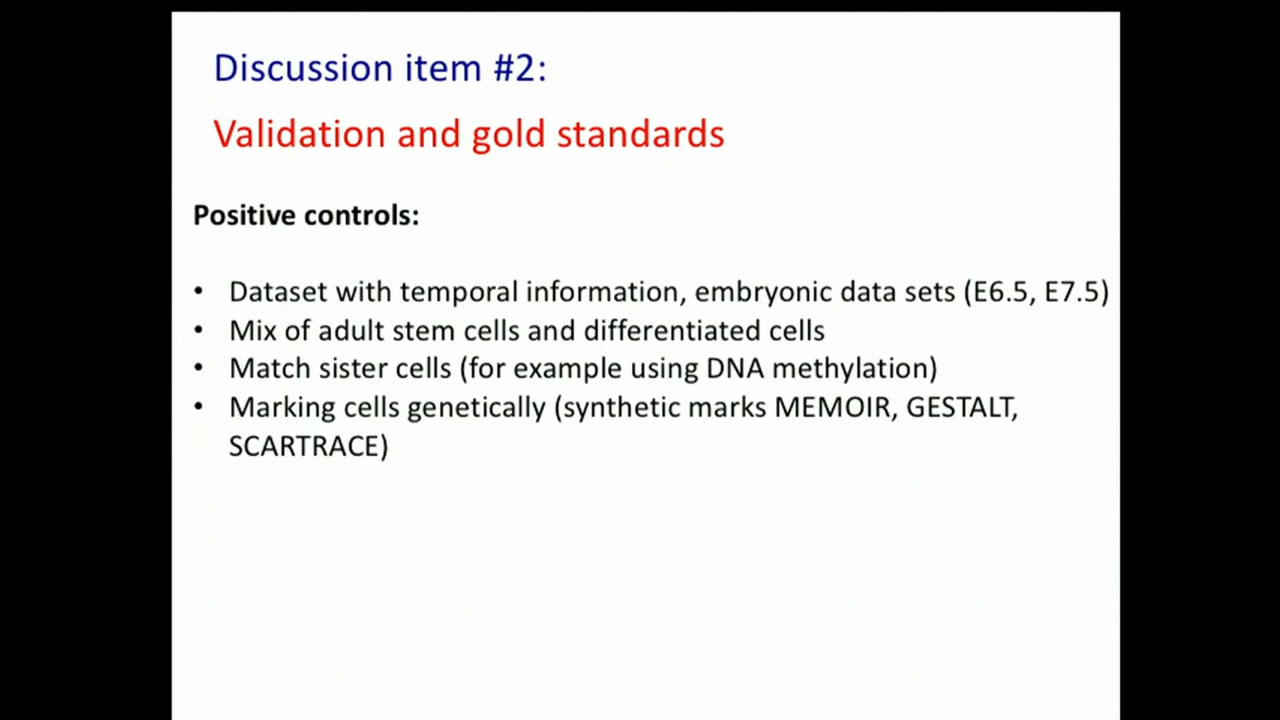 Discussion item #2:
Validation and gold standards
Positive controls:
• Dataset with temporal information, embryonic data sets (E6.5, E7.5)
• Mix of adult stem cells and differentiated cells
• Match sister cells (for example using DNA methylation)
• Marking cells genetically (synthetic marks MEMOIR, GESTALT,
SCARTRACE)